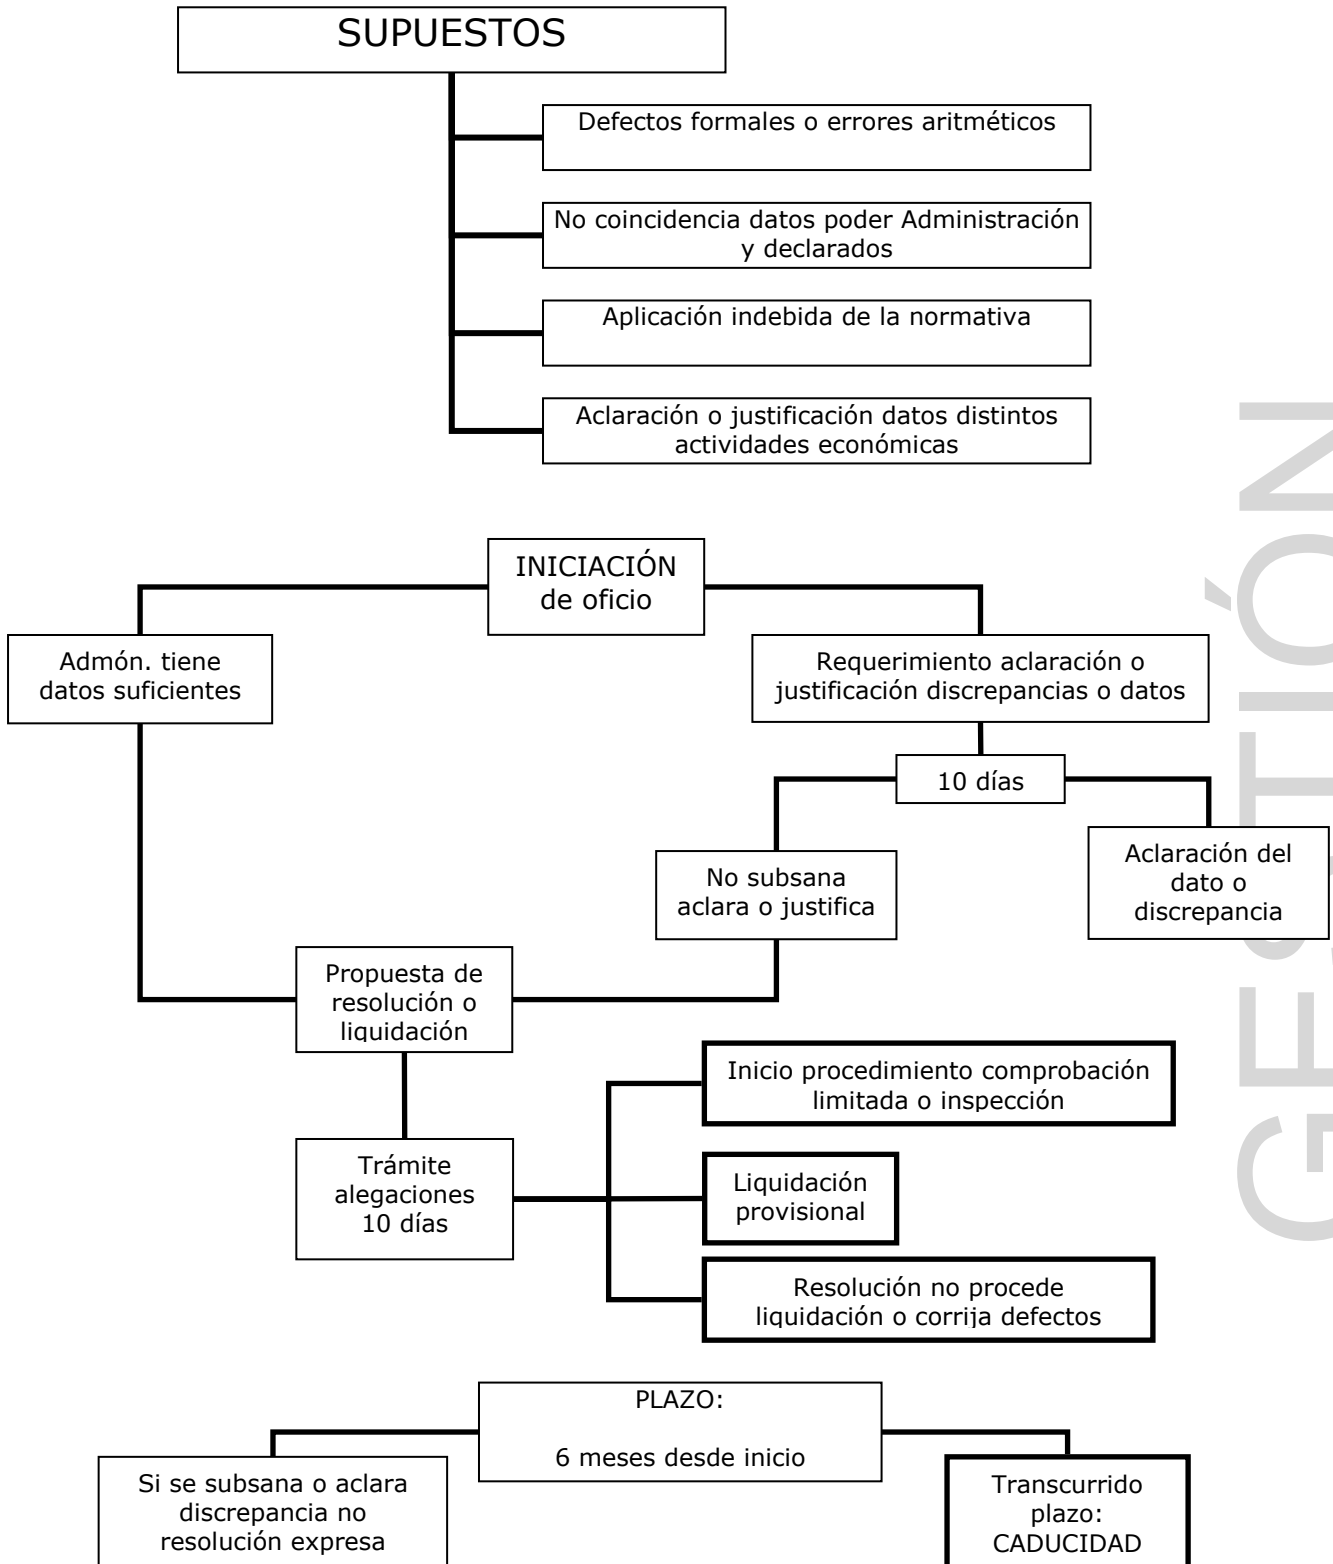 SUPUESTOS
Defectos formales o errores aritméticos
No coincidencia datos poder Administración
y declarados
Aplicación indebida de la normativa
Aclaración o justificación datos distintos
actividades económicas
INICIACIÓN
de oficio
Admón. tiene
datos suficientes
Requerimiento aclaración o
justificación discrepancias o datos
10 días
No subsana
aclara o justifica
Aclaración del
dato o
discrepancia
Propuesta de
resolución o
liquidación
Inicio procedimiento comprobación
limitada o inspección
Trámite
alegaciones
10 días
Liquidación
provisional
Resolución no procede
liquidación o corrija defectos
PLAZO:
6 meses desde inicio
Si se subsana o aclara
discrepancia no
resolución expresa
Transcurrido
plazo:
CADUCIDAD
GESTIÓN